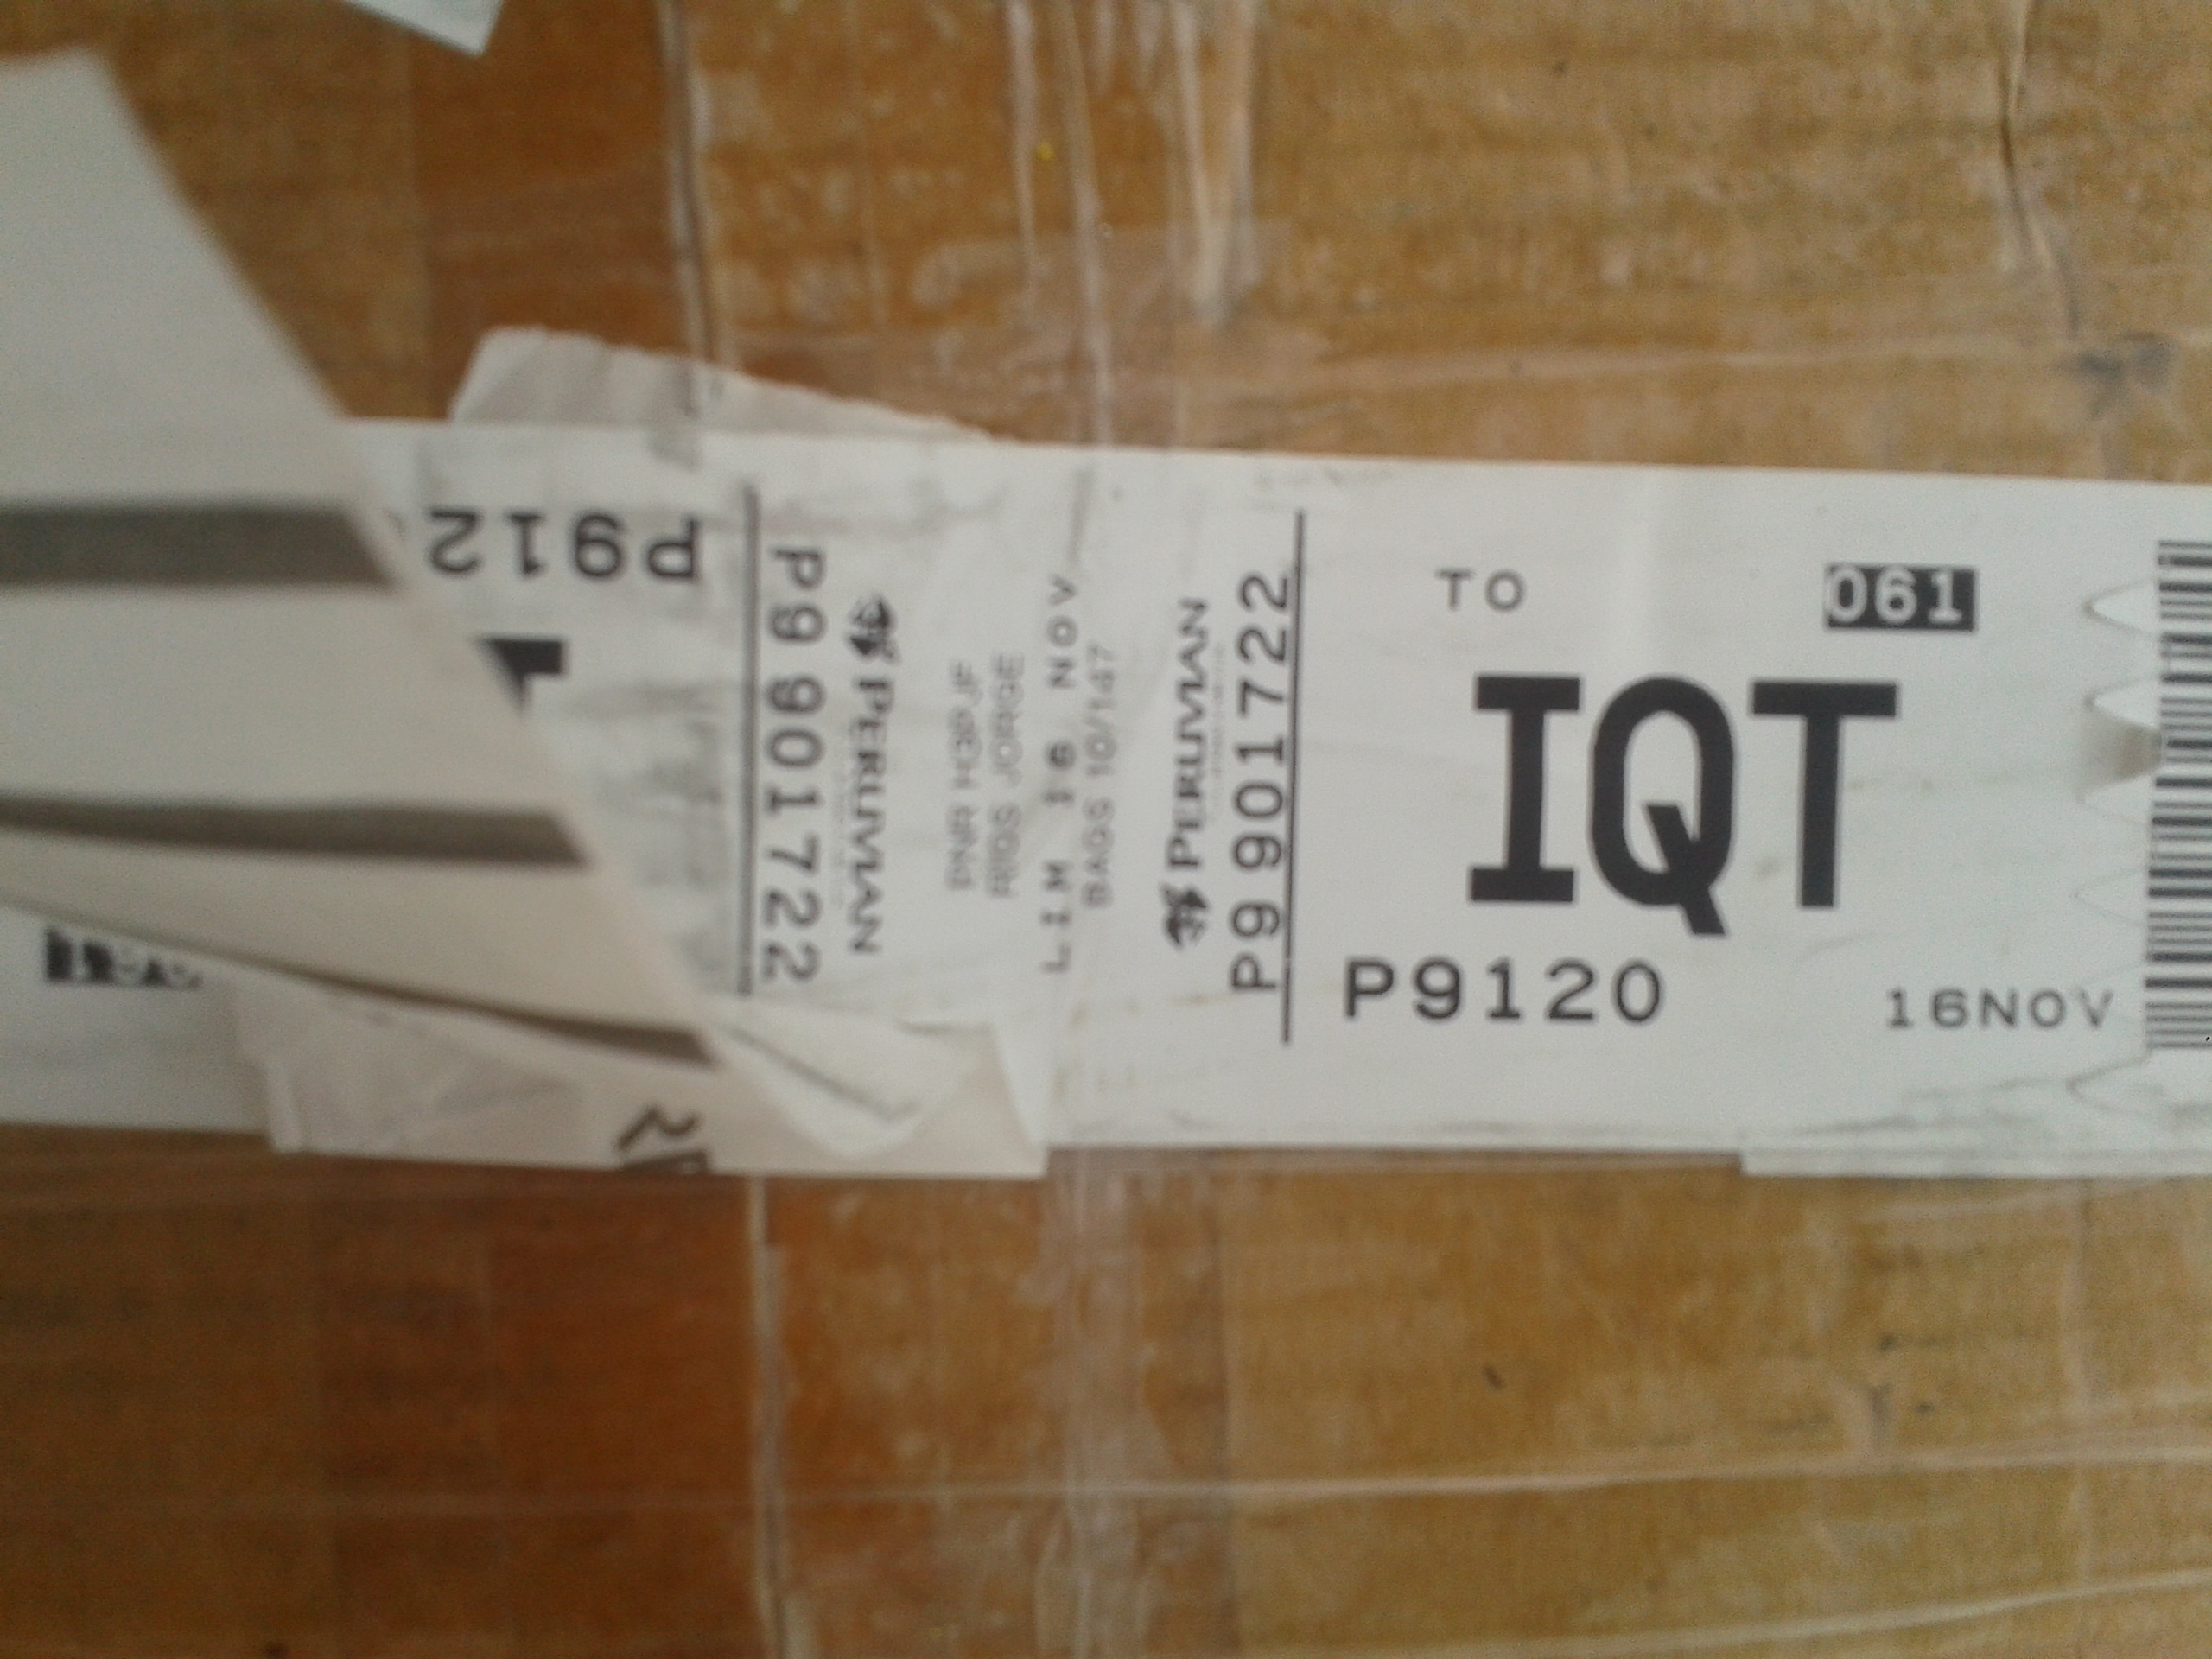 16NOV
061
TO
IQT
P9120
P9 901722
PERUVIAN
BAGS 10/147
LIM 16 NOV
RIOS JORGE
PNR H3PJF
PERUVIAN
P9 901722
P912